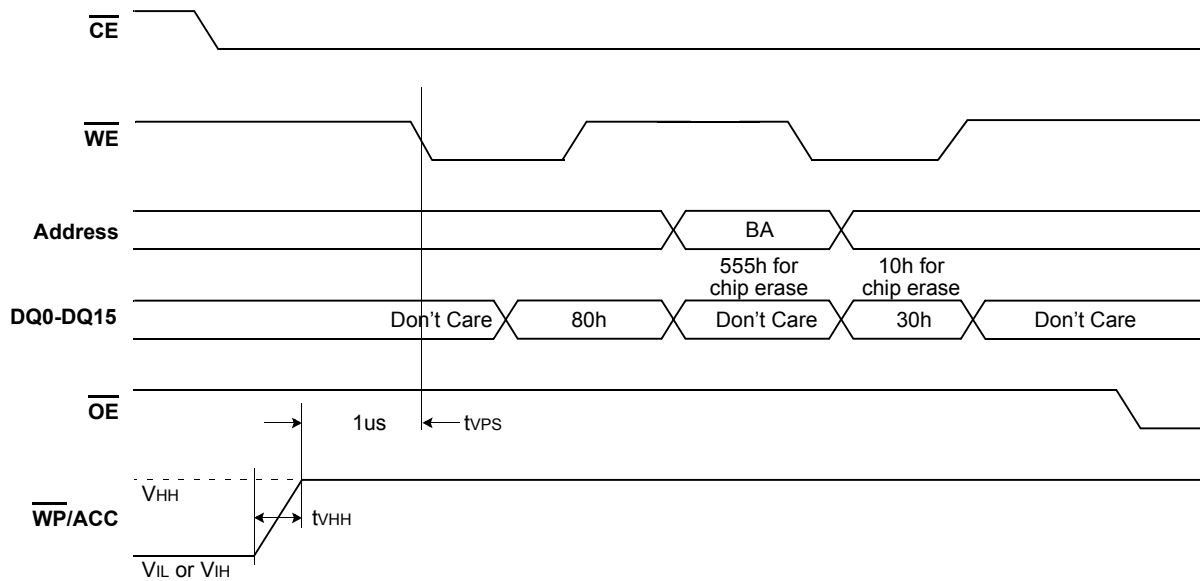 CE
WE
Address
BA
555h for
chip erase
10h for
chip erase
DQ0-DQ15
Don't Care
80h
Don't Care
30h
Don't Care
OE
1us
tVPS
VHH
WP/ACC
tVHH
VIL or VIH